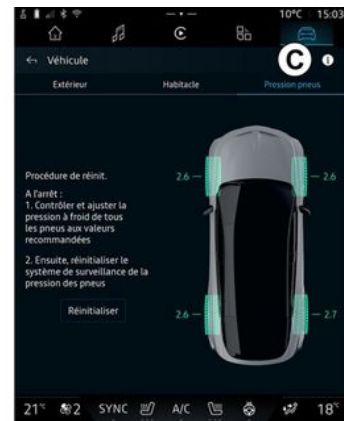 10°C 15:03
C
Véhicule
Extérieur Habitacle Pression pneus
Procédure de réinit.
A l'arrêt :
1. Contrôler et ajuster la
pression à froid de tous
les pneus aux valeurs
recommandées
2. Ensuite, réinitialiser le
système de surveillance de la
pression des pneus
Réinitialiser
2.6 2.6
2.6 2.7
21°c 2 SYNC A/C 18°c